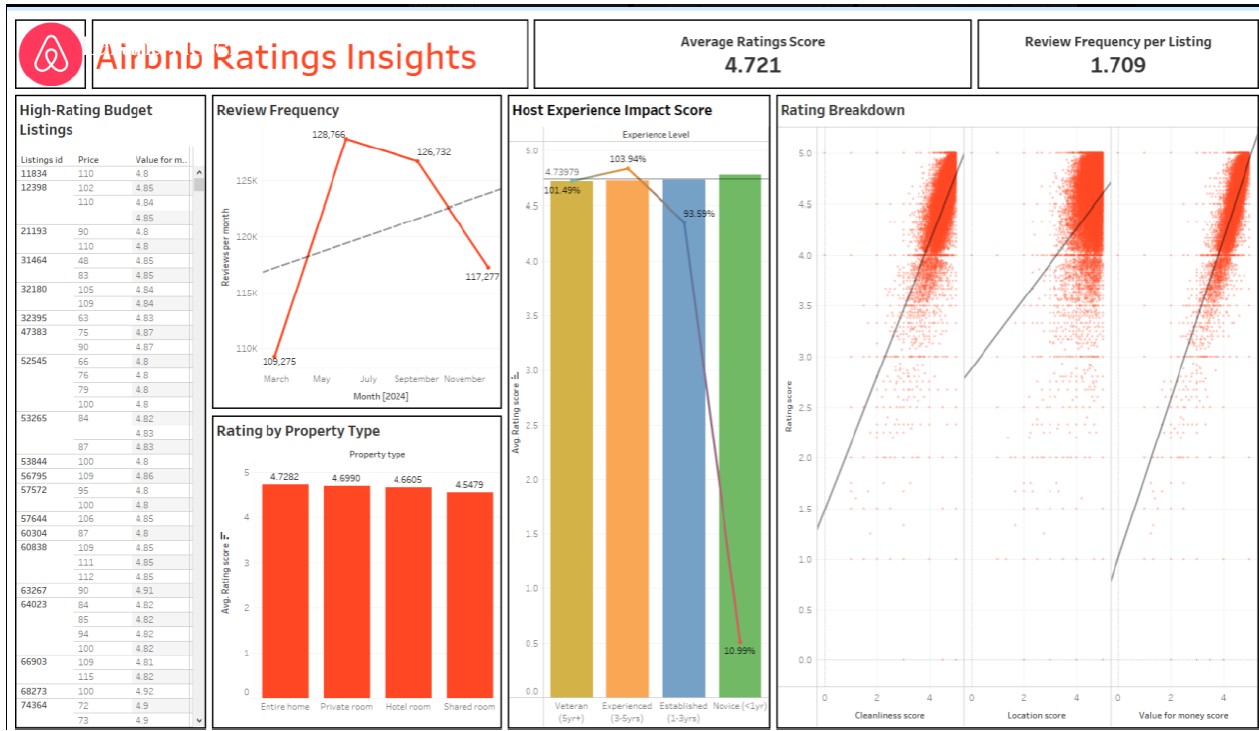 Airbnb Ratings Insights
Average Ratings Score
4.721
Review Frequency per Listing
1.709
High-Rating Budget
Listings
Listings id Price Value for m..
11834 110 4.8
12398 102 4.85
110 4.84
4.85
21193 90 4.8
110 4.8
31464 48 4.85
83 4.85
32180 105 4.84
109 4.84
32395 63 4.83
47383 75 4.87
90 4.87
52545 66 4.8
76 4.8
79 4.8
100 4.8
53265 84 4.82
4.83
87 4.83
53844 100 4.8
56795 109 4.86
57572 95 4.8
100 4.8
57644 106 4.85
60304 87 4.8
60838 109 4.85
111 4.85
112 4.85
63267 90 4.91
64023 84 4.82
85 4.82
94 4.82
100 4.82
66903 109 4.81
115 4.82
68273 100 4.92
74364 72 4.9
73 4.9
Review Frequency
128,766
126,732
125K
120K
115K
110K
117,277
109,275
Reviews per month
March May July September November
Month [2024]
Rating by Property Type
Property type
4.7282 4.6990 4.6605 4.5479
5
4
3
2
1
0
Avg. Rating score
Entire home Private room Hotel room Shared room
Host Experience Impact Score
Experience Level
5.0
4.5
4.0
3.5
3.0
2.5
2.0
1.5
1.0
0.5
0.0
Avg. Rating score
4.73979
101.49%
103.94%
93.59%
10.99%
Veteran Experienced Established Novice (<1yr)
(5yr+) (3-5yrs) (1-3yrs)
Rating Breakdown
5.0
4.5
4.0
3.5
3.0
2.5
2.0
1.5
1.0
0.5
0.0
Rating score
0 2 4 0 2 4 0 2 4
Cleanliness score Location score Value for money score